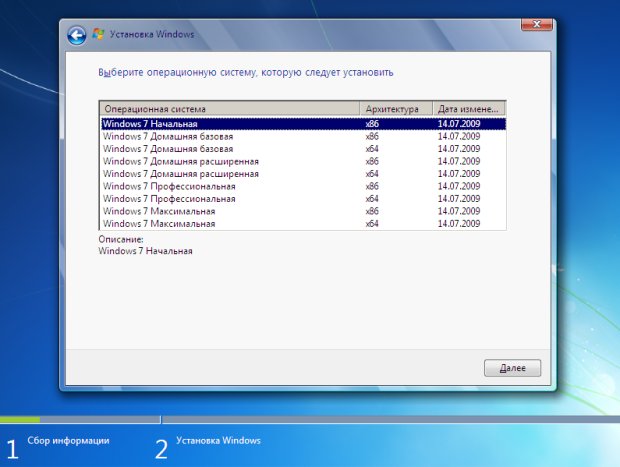 Установка Windows
Выберите операционную систему, которую следует установить
Операционная система Архитектура Дата измене...
Windows 7 Начальная x86 14.07.2009
Windows 7 Домашняя базовая x86 14.07.2009
Windows 7 Домашняя базовая x64 14.07.2009
Windows 7 Домашняя расширенная x86 14.07.2009
Windows 7 Домашняя расширенная x64 14.07.2009
Windows 7 Профессиональная x86 14.07.2009
Windows 7 Профессиональная x64 14.07.2009
Windows 7 Максимальная x86 14.07.2009
Windows 7 Максимальная x64 14.07.2009
Описание:
Windows 7 Начальная
Далее
1 Сбор информации 2 Установка Windows